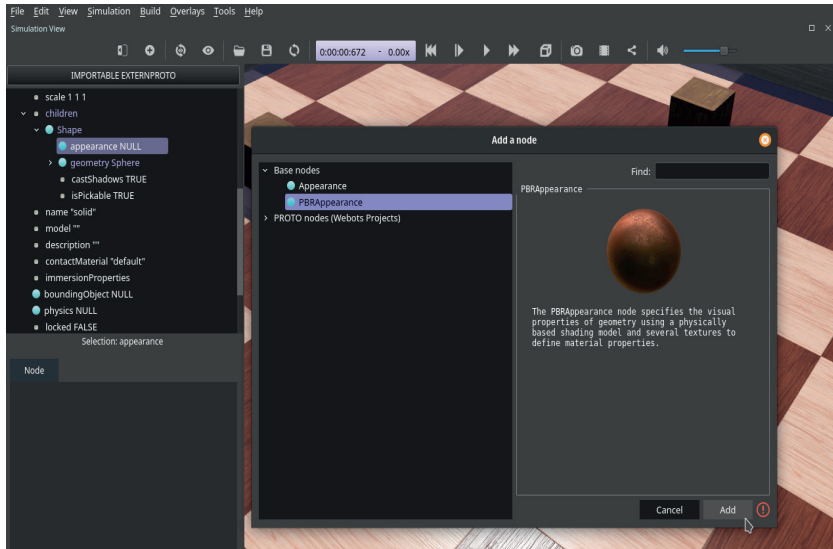 File Edit View Simulation Build Overlays Tools Help
Simulation View
0:00:00:672 - 0.00x
IMPORTABLE EXTERNPROTO
scale 1 1 1
children
Shape
appearance NULL
geometry Sphere
castShadows TRUE
isPickable TRUE
name "solid"
model ""
description ""
contactMaterial "default"
immersionProperties
boundingObject NULL
physics NULL
locked FALSE
Selection: appearance
Node
Add a node
Base nodes
Appearance
PBRAppearance
PROTO nodes (Webots Projects)
Find:
PBRAppearance
The PBRAppearance node specifies the visual
properties of geometry using a physically
based shading model and several textures to
define material properties.
Cancel Add